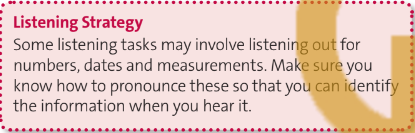 Listening Strategy
Some listening tasks may involve listening out for
numbers, dates and measurements. Make sure you
know how to pronounce these so that you can identify
the information when you hear it.